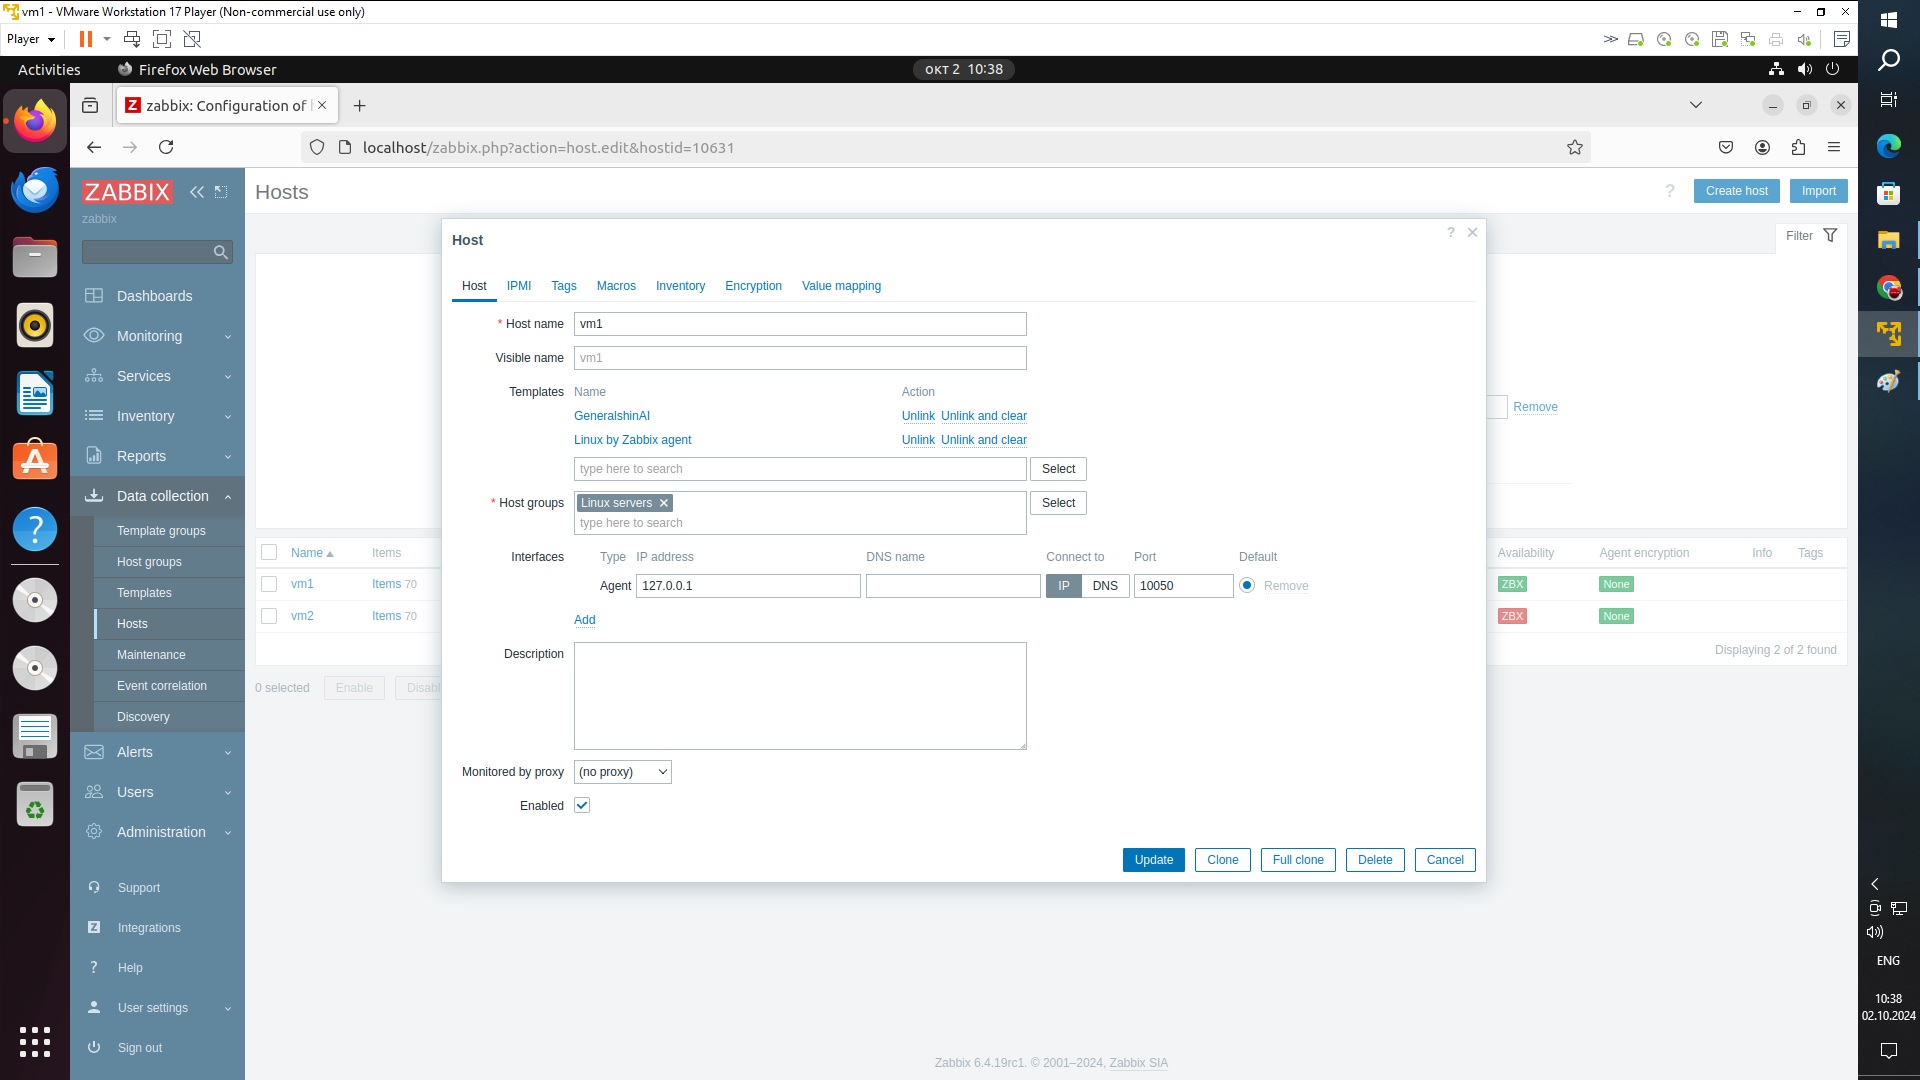 vm1 - VMware Workstation 17 Player (Non-commercial use only)
Player
Activities
Firefox Web Browser
окт 2 10:38
zabbix: Configuration of
localhost/zabbix.php?action=host.edit&hostid=10631
ZABBIX
zabbix
Dashboards
Monitoring
Services
Inventory
Reports
Data collection
Template groups
Host groups
Templates
Hosts
Maintenance
Event correlation
Discovery
Alerts
Users
Administration
Support
Integrations
Help
User settings
Sign out
Hosts
? Create host Import
Filter
Host
?
Host IPMI Tags Macros Inventory Encryption Value mapping
* Host name vm1
Visible name vm1
Templates Name Action
GeneralshinAI Unlink Unlink and clear
Linux by Zabbix agent Unlink Unlink and clear
type here to search Select
* Host groups Linux servers Select
type here to search
Interfaces Type IP address DNS name Connect to Port Default
Agent 127.0.0.1 IP DNS 10050 Remove
Add
Description
Monitored by proxy (no proxy)
Enabled
Update Clone Full clone Delete Cancel
Remove
Name Items Availability Agent encryption Info Tags
vm1 Items 70 ZBX None
vm2 Items 70 ZBX None
Displaying 2 of 2 found
0 selected Enable Disabl
Zabbix 6.4.19rc1. © 2001–2024, Zabbix SIA
ENG
10:38
02.10.2024